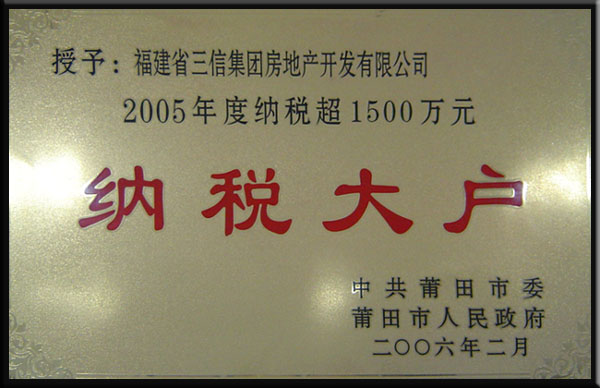 授予：福建省三信集团房地产开发有限公司
2005年度纳税超1500万元
纳税大户
中共莆田市委
莆田市人民政府
二〇〇六年二月